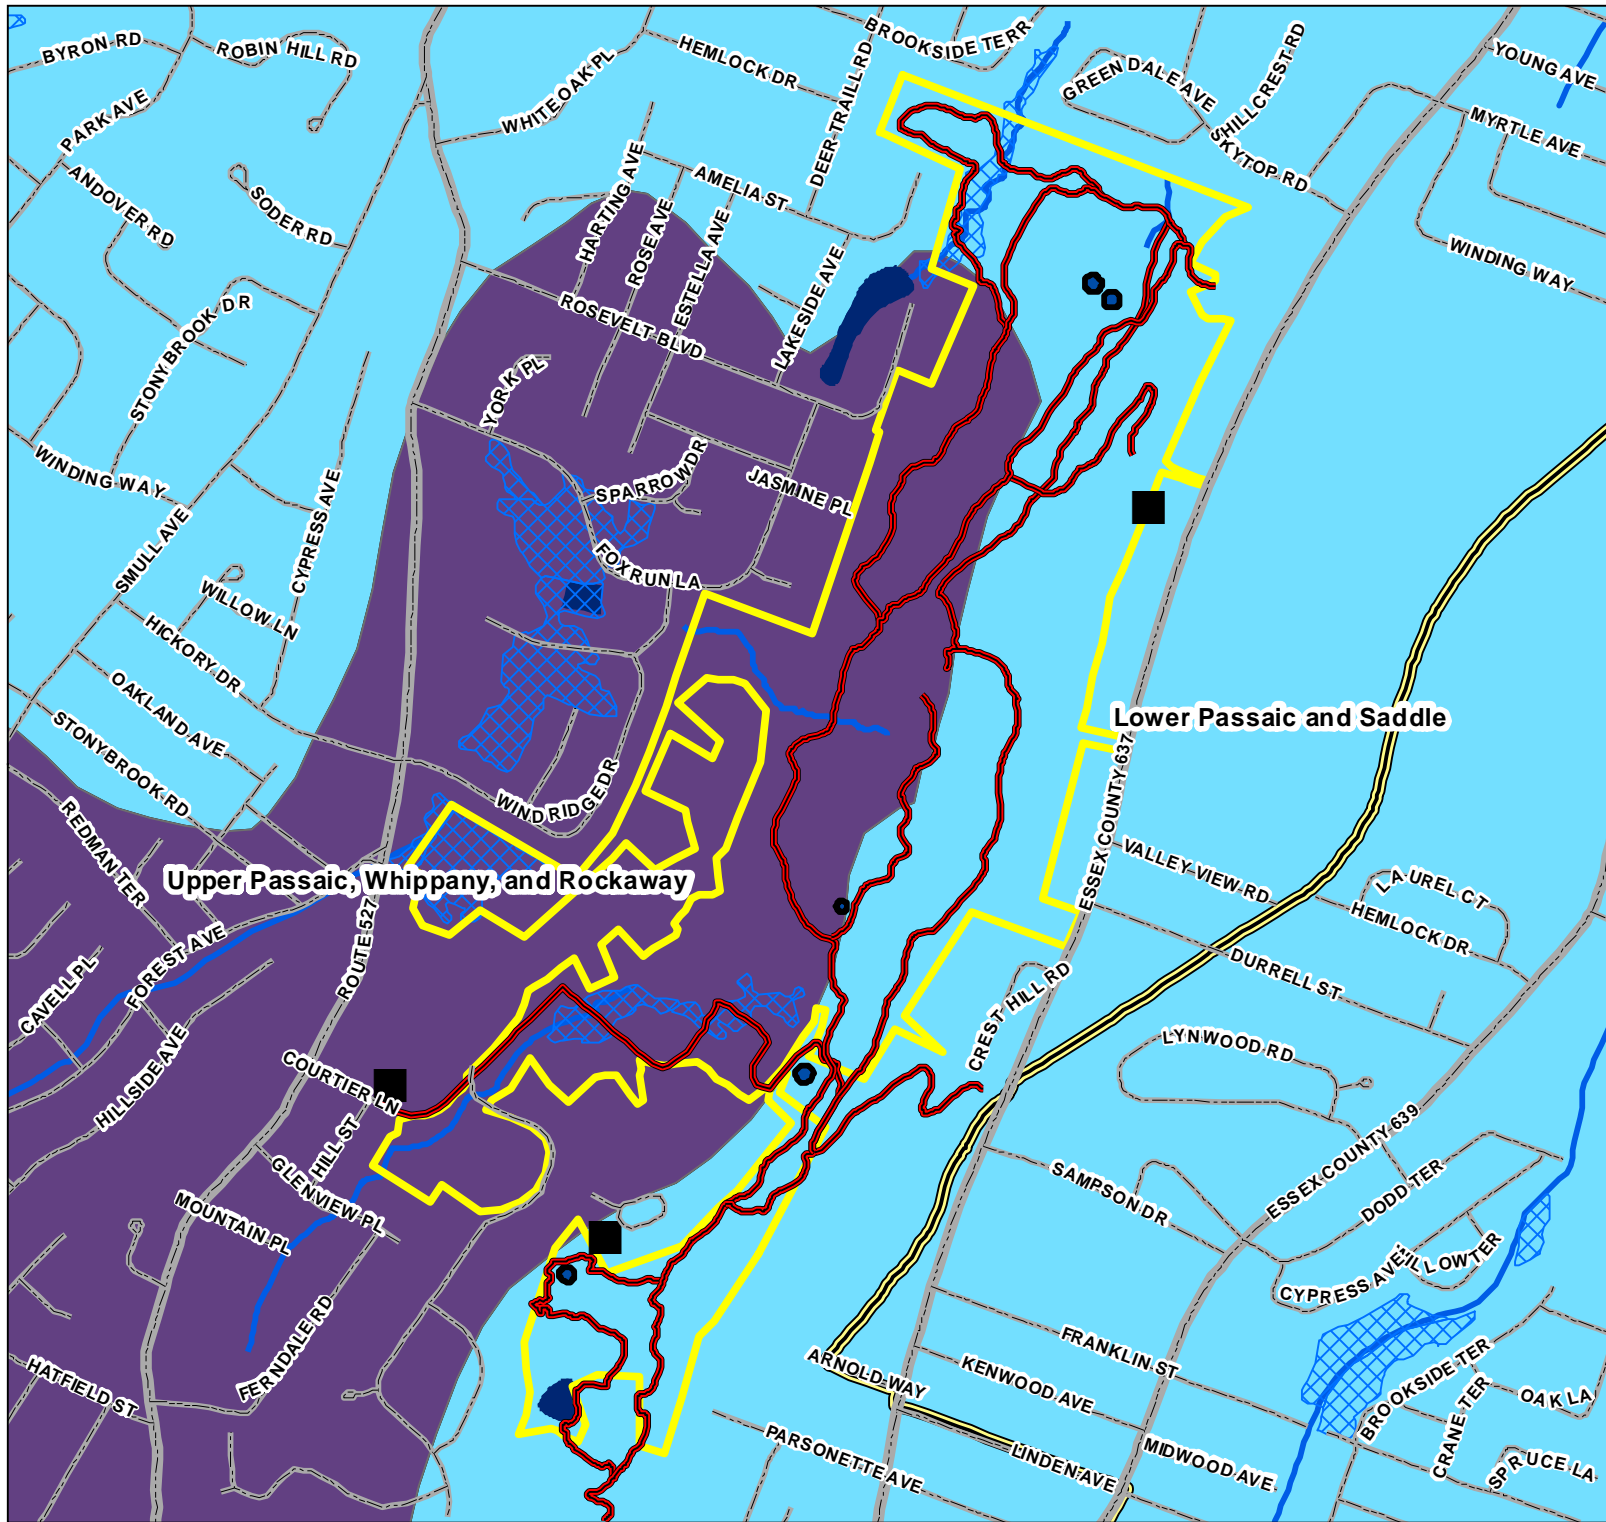 BYRON RD
ROBIN HILL RD
WHITE OAK PL
HEMLOCK DR
BROOKSIDE TERR
GREENDALE AVE
SHILLCREST RD
YOUNG AVE
PARK AVE
DEER TRAIL RD
SKYTOP RD
MYRTLE AVE
ANDOVER RD
SODER RD
HARTING AVE
ROSE AVE
ESTELLA AVE
AMELIA ST
LAKESIDE AVE
WINDING WAY
STONYBROOK DR
ROSEVELT BLVD
YORK PL
WINDING WAY
SPARROW DR
JASMINE PL
SMULL AVE
CYPRESS AVE
FOXRUN LA
WILLOW LN
HICKORY DR
OAKLAND AVE
STONYBROOK RD
Lower Passaic and Saddle
ESSEX COUNTY 637
WINDRIDGE DR
REDMAN TER
VALLEY VIEW RD
LAUREL CT
Upper Passaic, Whippany, and Rockaway
HEMLOCK DR
ROUTE 527
FOREST AVE
DURRELL ST
CAVELL PL
CREST HILL RD
LYNWOOD RD
HILLSIDE AVE
COURTIER LN
HILL ST
ESSEX COUNTY 639
GLENVIEW PL
SAMPSON DR
DODD TER
MOUNTAIN PL
WILLOW TER
CYPRESS AVE
FERNDALE RD
FRANKLIN ST
BROOKSIDE TER
HATFIELD ST
ARNOLD WAY
KENWOOD AVE
OAK LA
CRANE TER
PARSONETTE AVE
LINDEN AVE
MIDWOOD AVE
SPRUCE LA